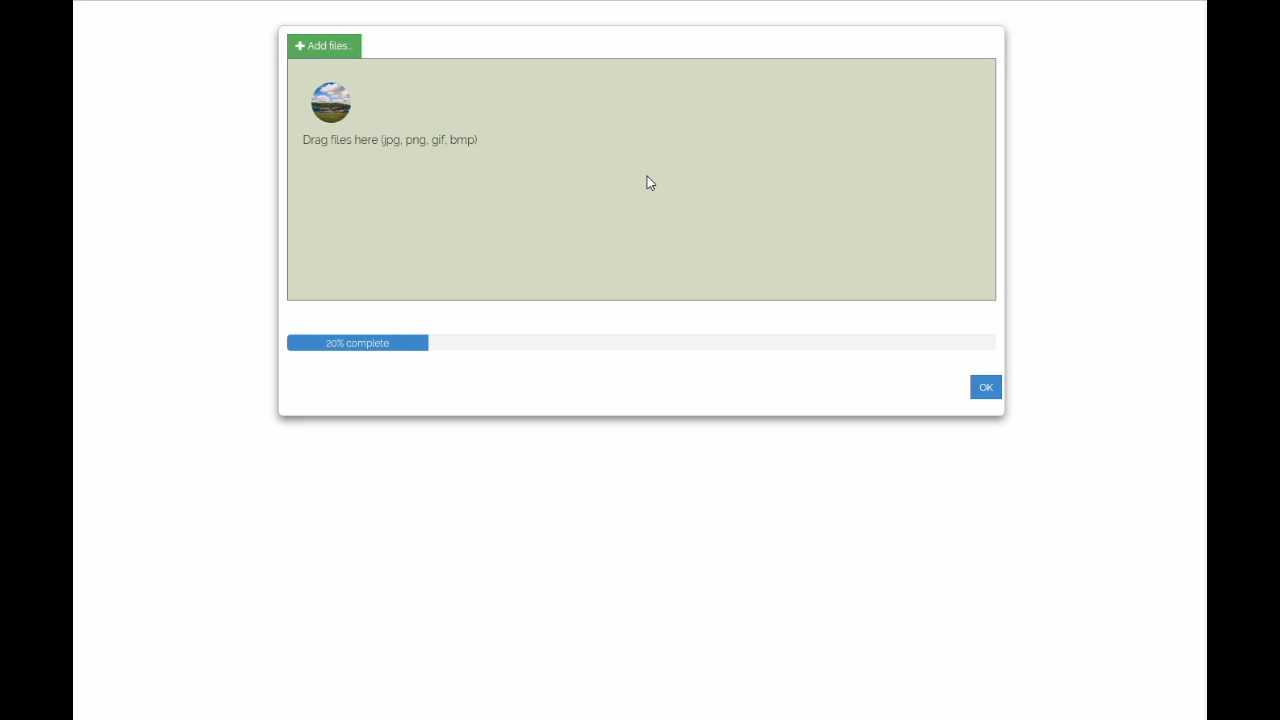 Add files...
Drag files here (jpg, png, gif, bmp)
20% complete
OK